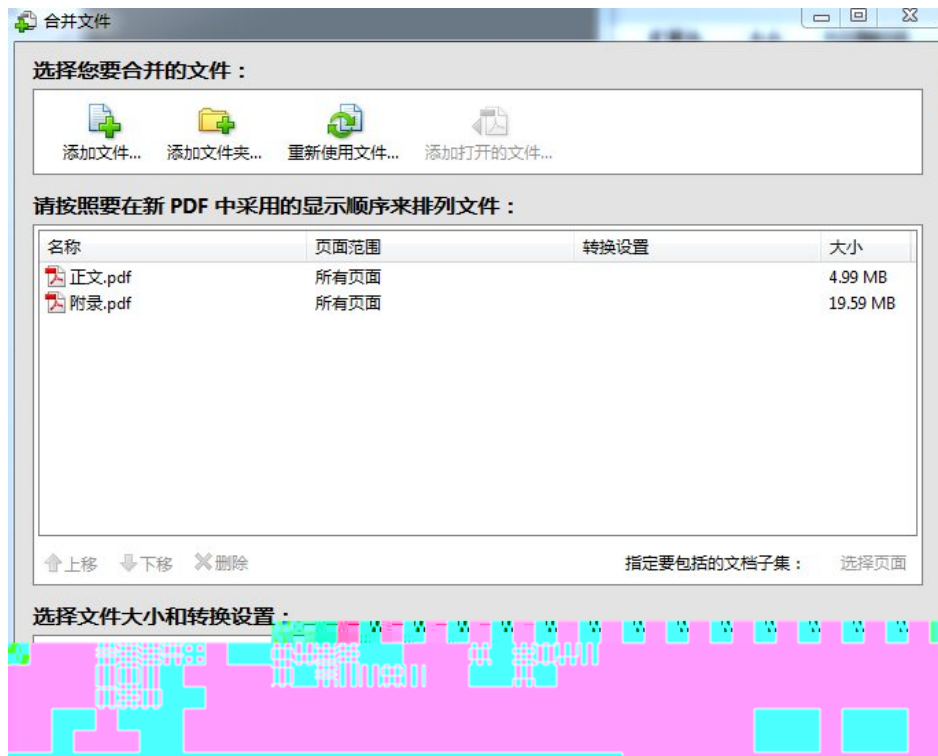 合并文件
选择您要合并的文件：
添加文件... 添加文件夹... 重新使用文件... 添加打开的文件...
请按照要在新 PDF 中采用的显示顺序来排列文件：
名称 页面范围 转换设置 大小
正文.pdf 所有页面 4.99 MB
附录.pdf 所有页面 19.59 MB
上移 下移 删除 指定要包括的文档子集： 选择页面
选择文件大小和转换设置：